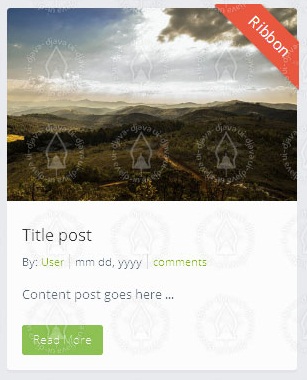 Ribbon
Title post
By: User | mm dd, yyyy | comments
Content post goes here ...
Read More